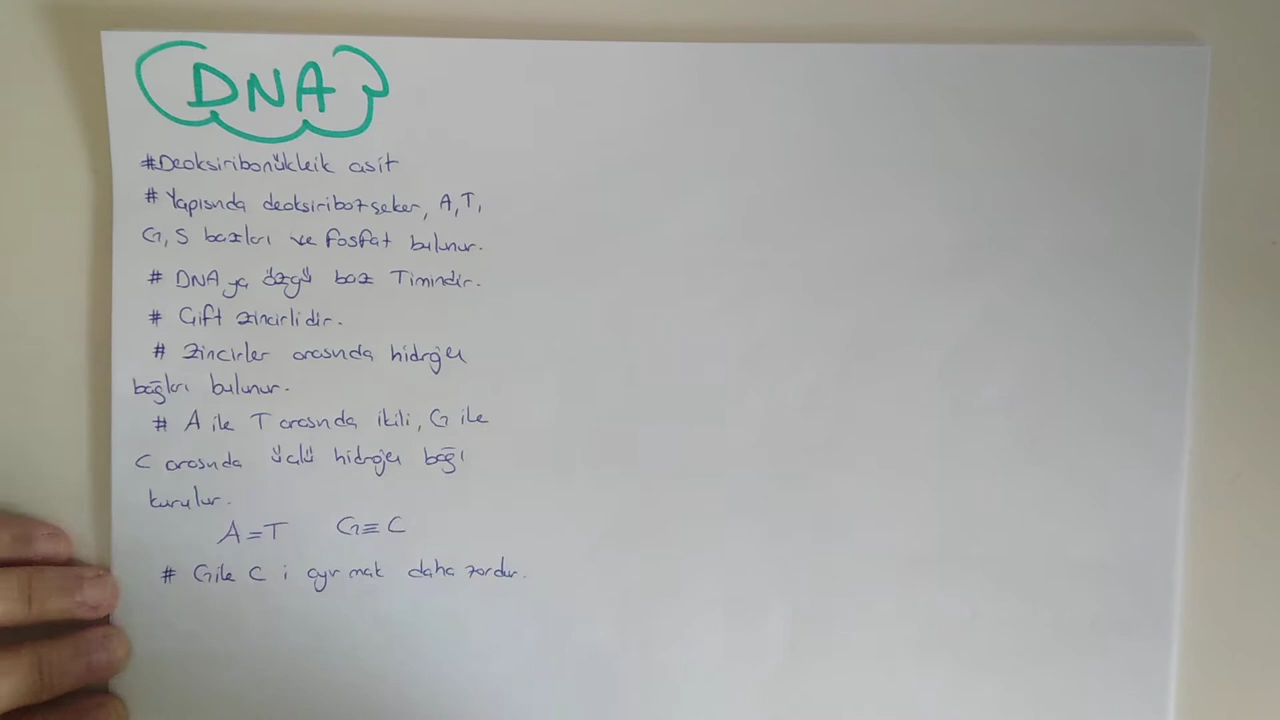 DNA
#Deoksiribonükleik asit
# Yapısında deoksiriboz şeker, A,T,
G,S bazları ve fosfat bulunur.
# DNA ya özgü baz Timindir.
# Çift zincirlidir.
# Zincirler arasında hidrojen
bağları bulunur.
# A ile T arasında ikili, G ile
C arasında üçlü hidrojen bağı
kurulur.
A=T G≡C
# G ile C i ayırmak daha zordur.